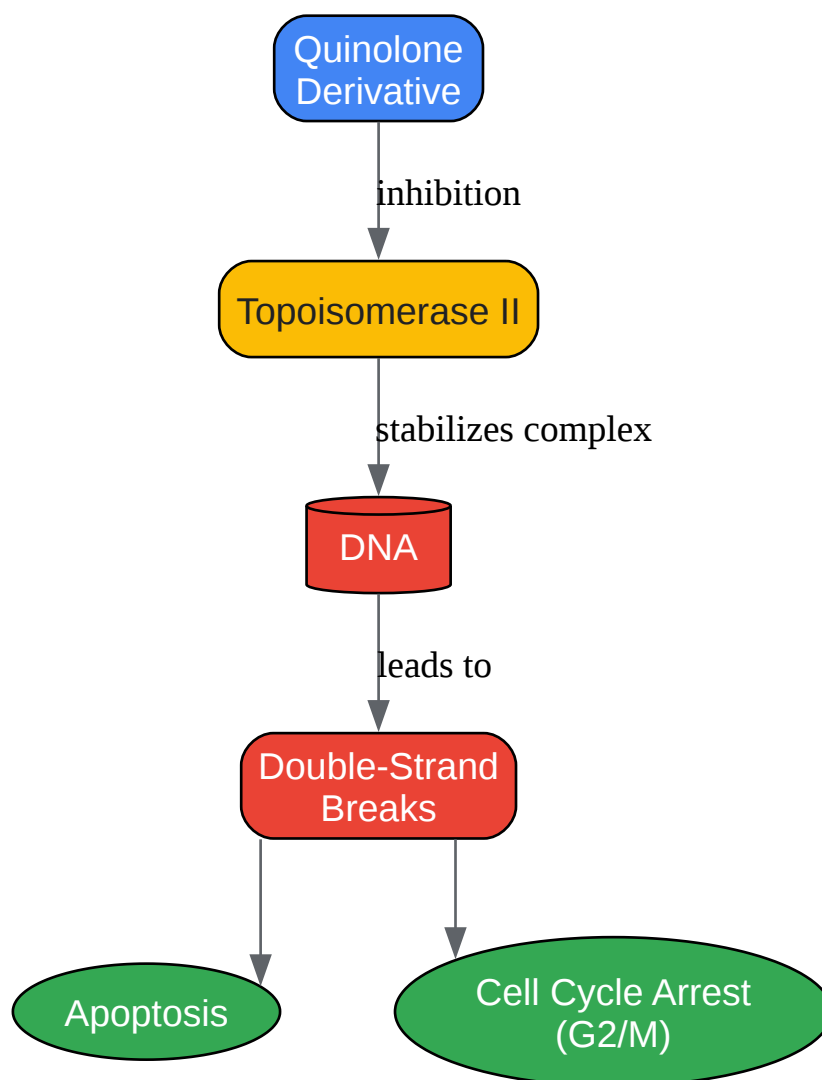 Quinolone
Derivative
inhibition
Topoisomerase II
stabilizes complex
DNA
leads to
Double-Strand
Breaks
Apoptosis
Cell Cycle Arrest
(G2/M)